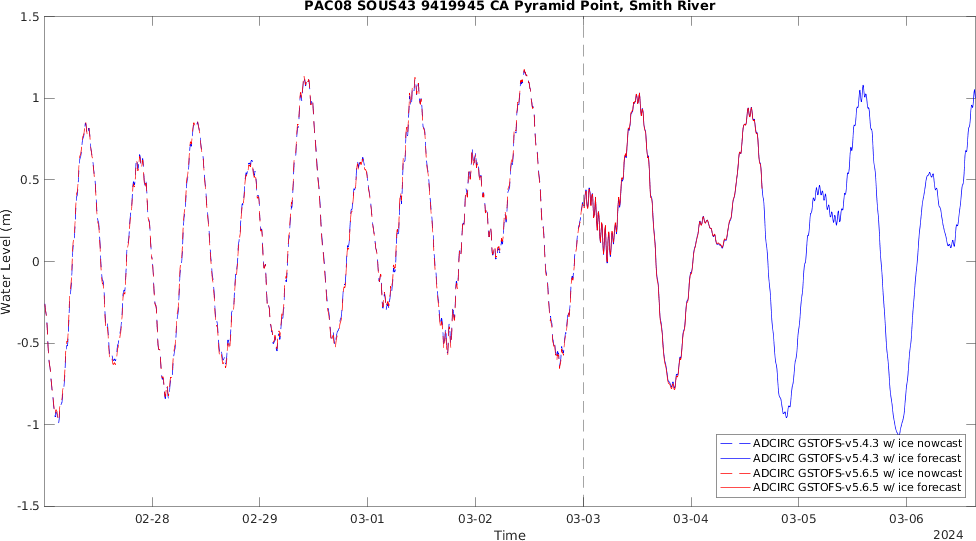 PAC08 SOUS43 9419945 CA Pyramid Point, Smith River
1.5
1
0.5
0
-0.5
-1
-1.5
Water Level (m)
02-28 02-29 03-01 03-02 03-03 03-04 03-05 03-06
Time
2024
ADCIRC GSTOFS-v5.4.3 w/ ice nowcast
ADCIRC GSTOFS-v5.4.3 w/ ice forecast
ADCIRC GSTOFS-v5.6.5 w/ ice nowcast
ADCIRC GSTOFS-v5.6.5 w/ ice forecast